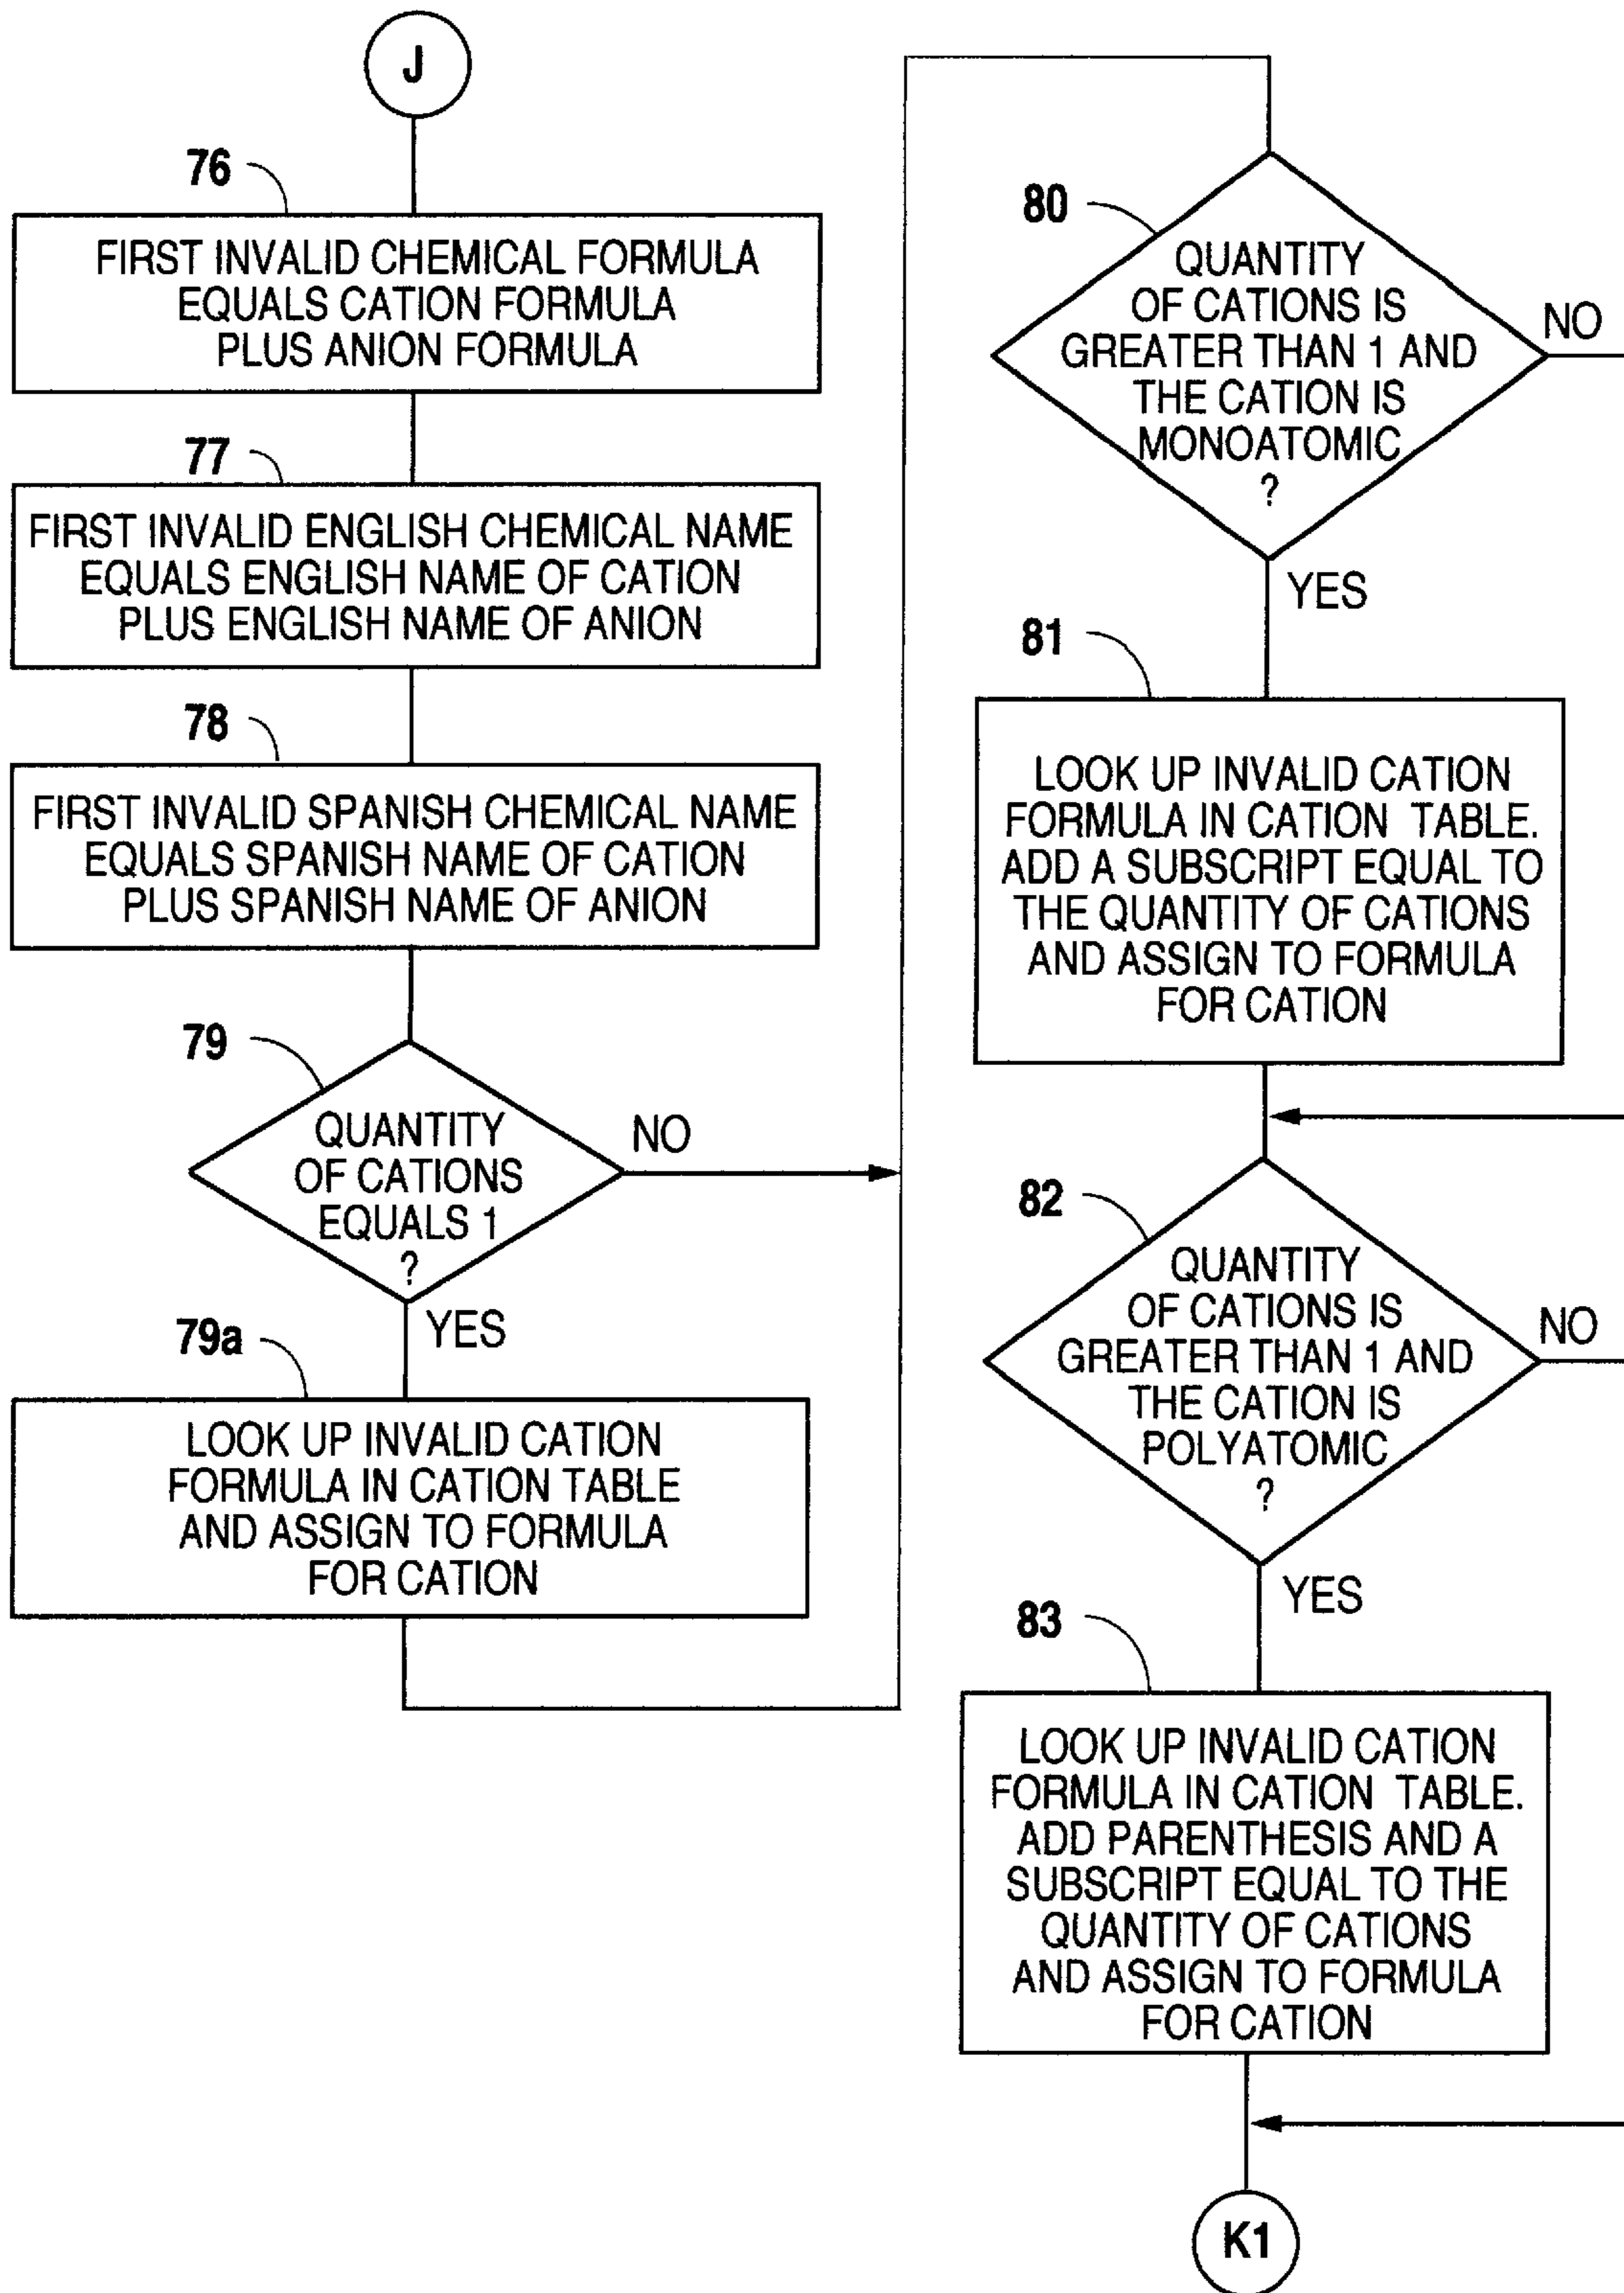 J
76
FIRST INVALID CHEMICAL FORMULA
EQUALS CATION FORMULA
PLUS ANION FORMULA
77
FIRST INVALID ENGLISH CHEMICAL NAME
EQUALS ENGLISH NAME OF CATION
PLUS ENGLISH NAME OF ANION
78
FIRST INVALID SPANISH CHEMICAL NAME
EQUALS SPANISH NAME OF CATION
PLUS SPANISH NAME OF ANION
79
QUANTITY
OF CATIONS
EQUALS 1
?
NO
YES
79a
LOOK UP INVALID CATION
FORMULA IN CATION TABLE
AND ASSIGN TO FORMULA
FOR CATION
80
QUANTITY
OF CATIONS IS
GREATER THAN 1 AND
THE CATION IS
MONOATOMIC
?
NO
YES
81
LOOK UP INVALID CATION
FORMULA IN CATION TABLE.
ADD A SUBSCRIPT EQUAL TO
THE QUANTITY OF CATIONS
AND ASSIGN TO FORMULA
FOR CATION
82
QUANTITY
OF CATIONS IS
GREATER THAN 1 AND
THE CATION IS
POLYATOMIC
?
NO
YES
83
LOOK UP INVALID CATION
FORMULA IN CATION TABLE.
ADD PARENTHESIS AND A
SUBSCRIPT EQUAL TO THE
QUANTITY OF CATIONS
AND ASSIGN TO FORMULA
FOR CATION
K1